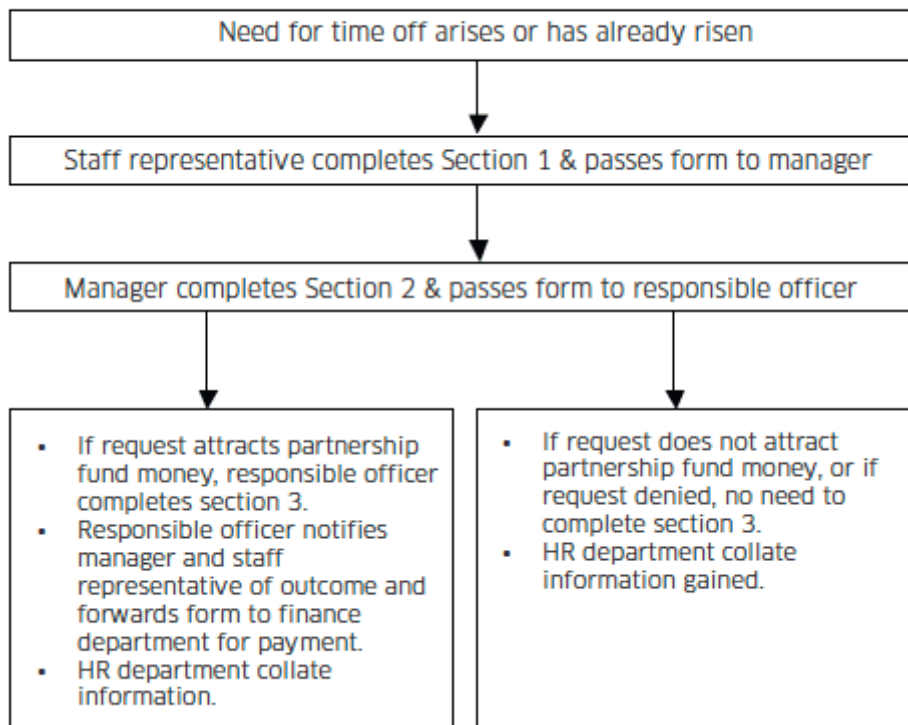 Need for time off arises or has already risen
Staff representative completes Section 1 & passes form to manager
Manager completes Section 2 & passes form to responsible officer
▪ If request attracts partnership
fund money, responsible officer
completes section 3.
▪ Responsible officer notifies
manager and staff
representative of outcome and
forwards form to finance
department for payment.
▪ HR department collate
information.
▪ If request does not attract
partnership fund money, or if
request denied, no need to
complete section 3.
▪ HR department collate
information gained.